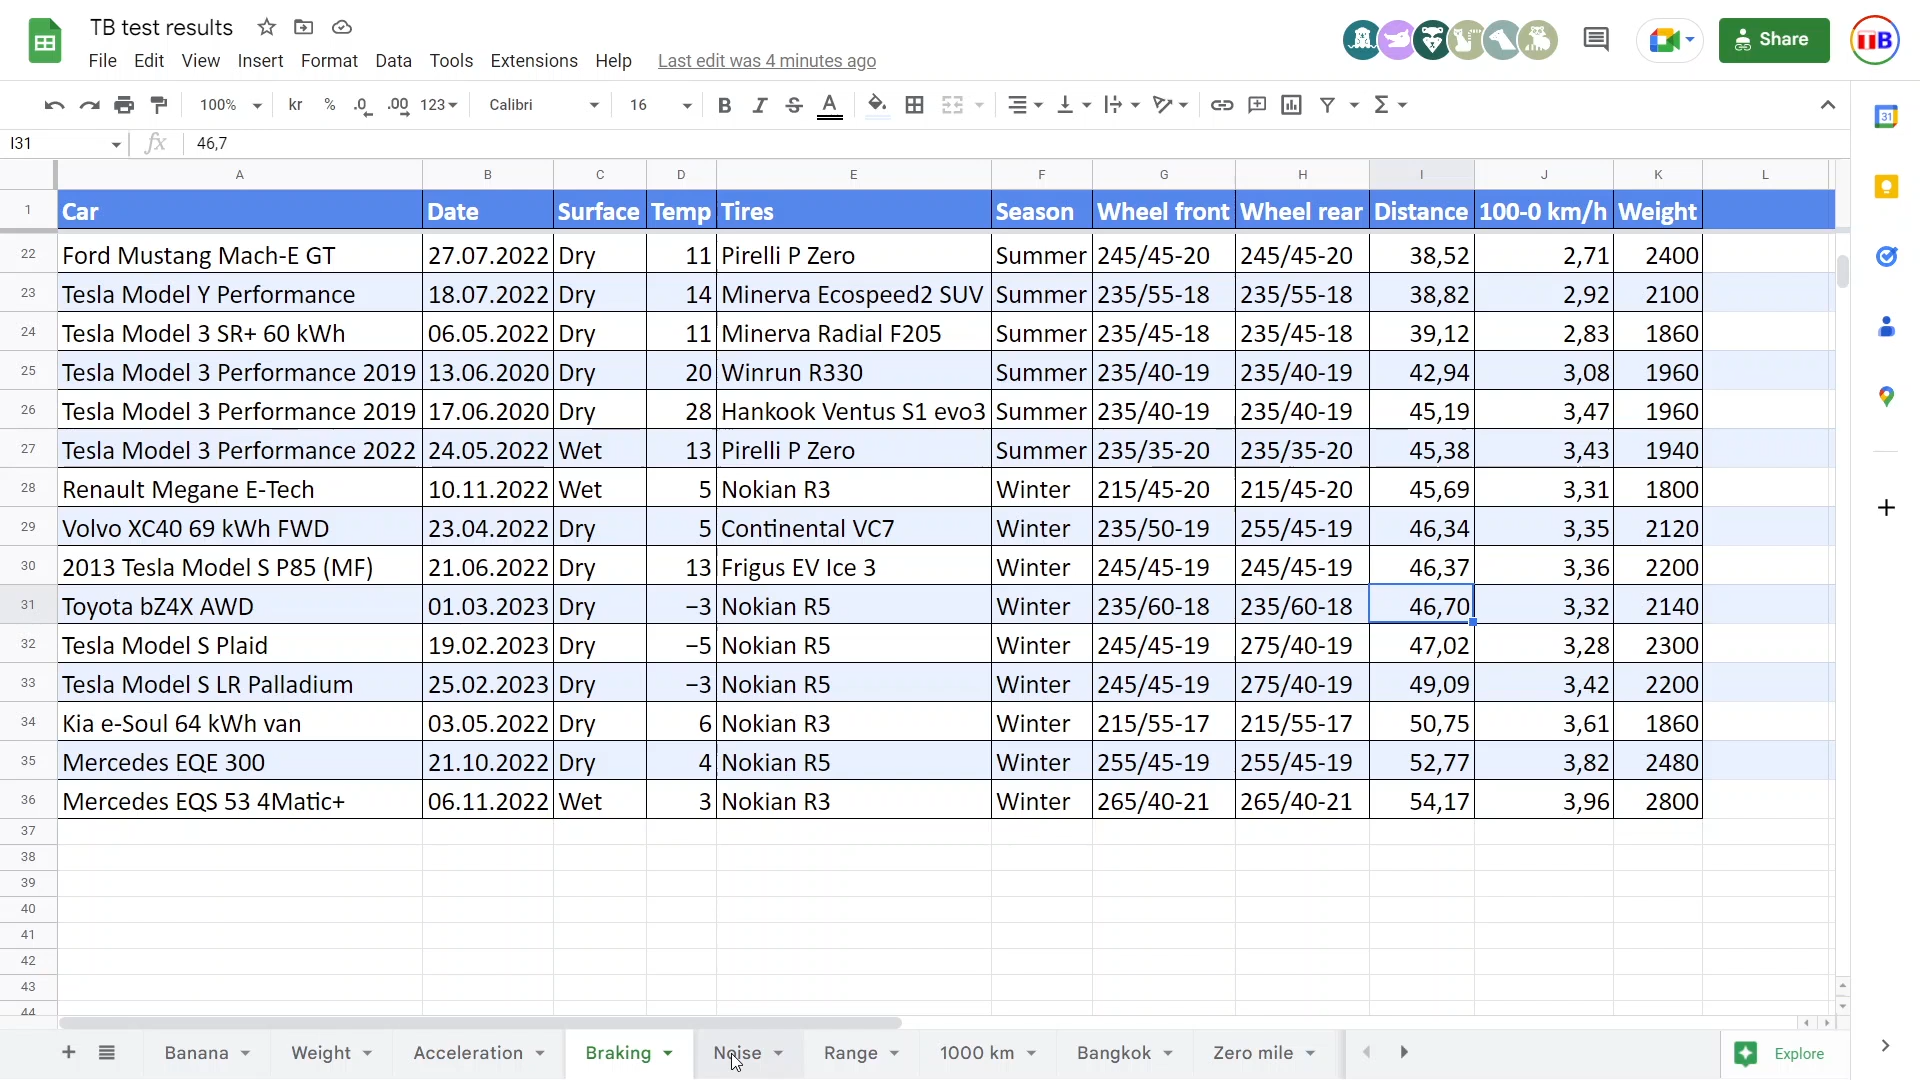 TB test results
File Edit View Insert Format Data Tools Extensions Help Last edit was 4 minutes ago
Share
TB
100% kr % .0 .00 123 Calibri 16 B I S A Σ
31
I31 fx 46,7
A B C D E F G H I J K L
1 Car Date Surface Temp Tires Season Wheel front Wheel rear Distance 100-0 km/h Weight
22 Ford Mustang Mach-E GT 27.07.2022 Dry 11 Pirelli P Zero Summer 245/45-20 245/45-20 38,52 2,71 2400
23 Tesla Model Y Performance 18.07.2022 Dry 14 Minerva Ecospeed2 SUV Summer 235/55-18 235/55-18 38,82 2,92 2100
24 Tesla Model 3 SR+ 60 kWh 06.05.2022 Dry 11 Minerva Radial F205 Summer 235/45-18 235/45-18 39,12 2,83 1860
25 Tesla Model 3 Performance 2019 13.06.2020 Dry 20 Winrun R330 Summer 235/40-19 235/40-19 42,94 3,08 1960
26 Tesla Model 3 Performance 2019 17.06.2020 Dry 28 Hankook Ventus S1 evo3 Summer 235/40-19 235/40-19 45,19 3,47 1960
27 Tesla Model 3 Performance 2022 24.05.2022 Wet 13 Pirelli P Zero Summer 235/35-20 235/35-20 45,38 3,43 1940
28 Renault Megane E-Tech 10.11.2022 Wet 5 Nokian R3 Winter 215/45-20 215/45-20 45,69 3,31 1800
29 Volvo XC40 69 kWh FWD 23.04.2022 Dry 5 Continental VC7 Winter 235/50-19 255/45-19 46,34 3,35 2120
30 2013 Tesla Model S P85 (MF) 21.06.2022 Dry 13 Frigus EV Ice 3 Winter 245/45-19 245/45-19 46,37 3,36 2200
31 Toyota bZ4X AWD 01.03.2023 Dry −3 Nokian R5 Winter 235/60-18 235/60-18 46,70 3,32 2140
32 Tesla Model S Plaid 19.02.2023 Dry −5 Nokian R5 Winter 245/45-19 275/40-19 47,02 3,28 2300
33 Tesla Model S LR Palladium 25.02.2023 Dry −3 Nokian R5 Winter 245/45-19 275/40-19 49,09 3,42 2200
34 Kia e-Soul 64 kWh van 03.05.2022 Dry 6 Nokian R3 Winter 215/55-17 215/55-17 50,75 3,61 1860
35 Mercedes EQE 300 21.10.2022 Dry 4 Nokian R5 Winter 255/45-19 255/45-19 52,77 3,82 2480
36 Mercedes EQS 53 4Matic+ 06.11.2022 Wet 3 Nokian R3 Winter 265/40-21 265/40-21 54,17 3,96 2800
37
38
39
40
41
42
43
44
Banana Weight Acceleration Braking Noise Range 1000 km Bangkok Zero mile Explore